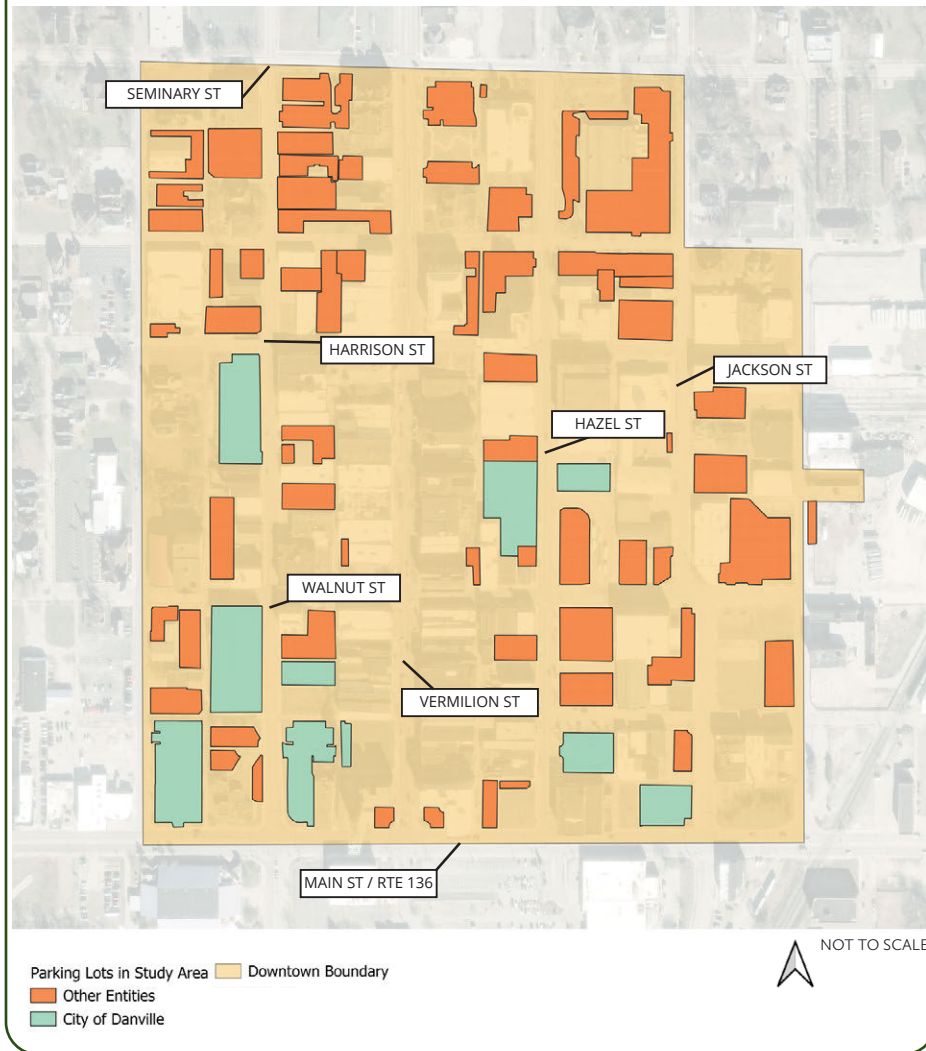 SEMINARY ST
HARRISON ST
JACKSON ST
HAZEL ST
WALNUT ST
VERMILION ST
MAIN ST / RTE 136
NOT TO SCALE
Parking Lots in Study Area
Downtown Boundary
Other Entities
City of Danville